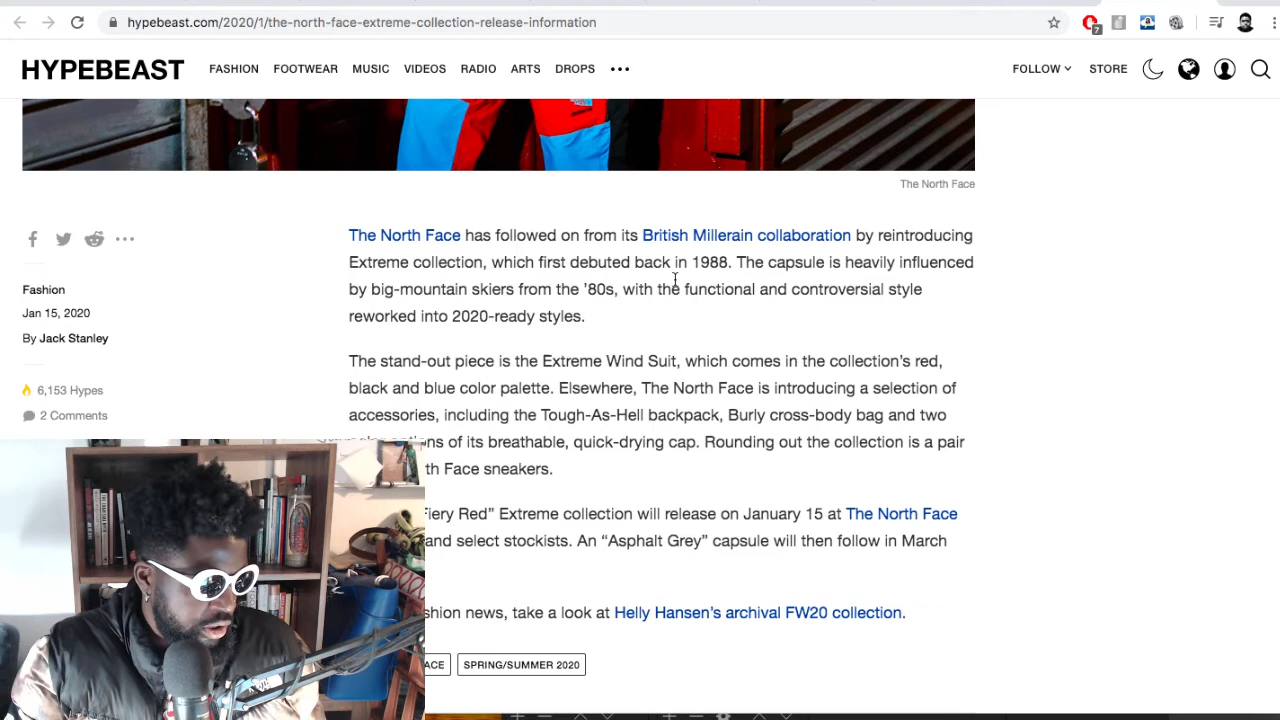 hypebeast.com/2020/1/the-north-face-extreme-collection-release-information
7
HYPEBEAST FASHION FOOTWEAR MUSIC VIDEOS RADIO ARTS DROPS ••• FOLLOW STORE
The North Face
The North Face has followed on from its British Millerain collaboration by reintroducing
Extreme collection, which first debuted back in 1988. The capsule is heavily influenced
by big-mountain skiers from the ’80s, with the functional and controversial style
reworked into 2020-ready styles.
Fashion
Jan 15, 2020
By Jack Stanley
6,153 Hypes
2 Comments
The stand-out piece is the Extreme Wind Suit, which comes in the collection’s red,
black and blue color palette. Elsewhere, The North Face is introducing a selection of
accessories, including the Tough-As-Hell backpack, Burly cross-body bag and two
of its breathable, quick-drying cap. Rounding out the collection is a pair
th Face sneakers.
Fiery Red” Extreme collection will release on January 15 at The North Face
and select stockists. An “Asphalt Grey” capsule will then follow in March
shion news, take a look at Helly Hansen’s archival FW20 collection.
ACE
SPRING/SUMMER 2020